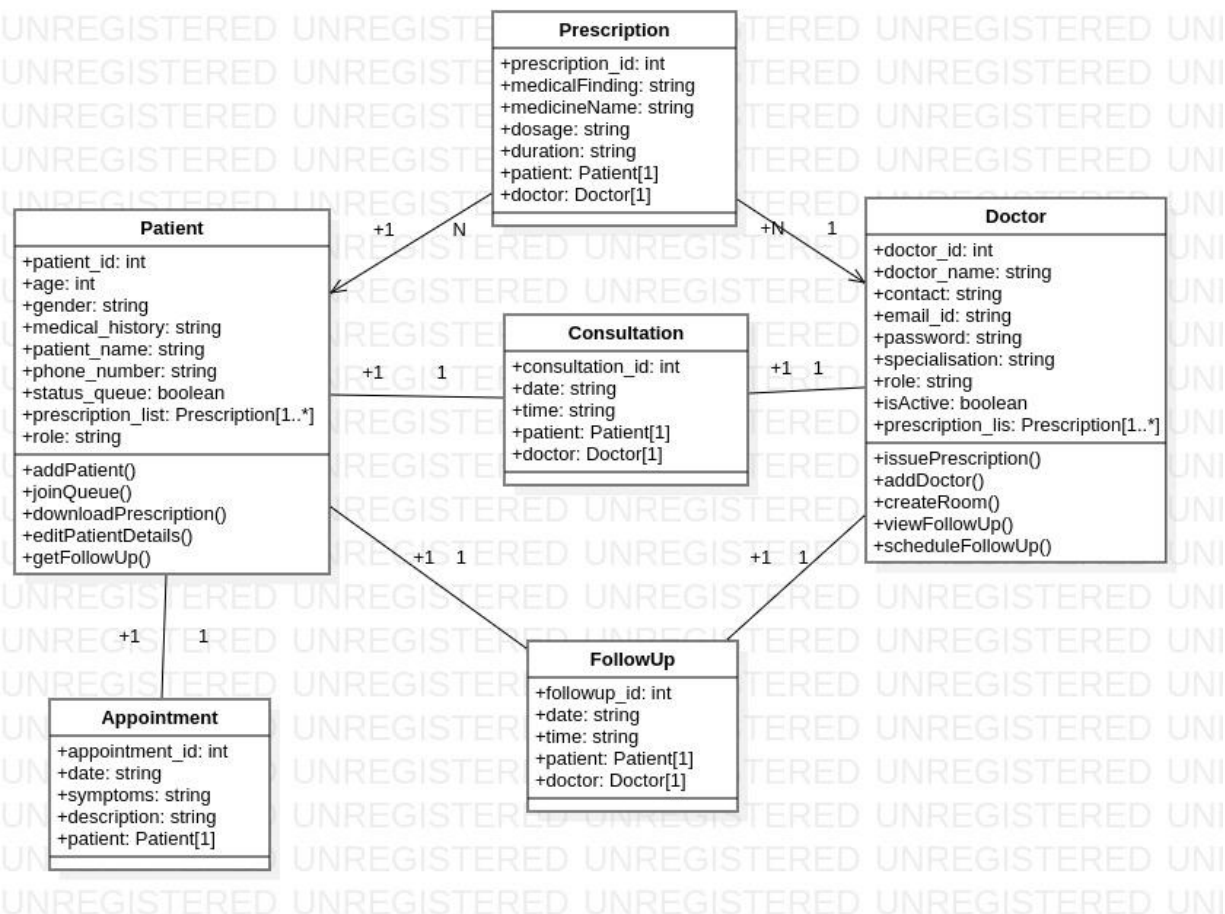 Prescription
+prescription_id: int
+medicalFinding: string
+medicineName: string
+dosage: string
+duration: string
+patient: Patient[1]
+doctor: Doctor[1]
Patient
+patient_id: int
+age: int
+gender: string
+medical_history: string
+patient_name: string
+phone_number: string
+status_queue: boolean
+prescription_list: Prescription[1..*]
+role: string
+addPatient()
+joinQueue()
+downloadPrescription()
+editPatientDetails()
+getFollowUp()
+1 N
+N 1
Doctor
+doctor_id: int
+doctor_name: string
+contact: string
+email_id: string
+password: string
+specialisation: string
+role: string
+isActive: boolean
+prescription_lis: Prescription[1..*]
+issuePrescription()
+addDoctor()
+createRoom()
+viewFollowUp()
+scheduleFollowUp()
Consultation
+consultation_id: int
+date: string
+time: string
+patient: Patient[1]
+doctor: Doctor[1]
+1 1
+1 1
+1 1
+1 1
+1 1
FollowUp
+followup_id: int
+date: string
+time: string
+patient: Patient[1]
+doctor: Doctor[1]
Appointment
+appointment_id: int
+date: string
+symptoms: string
+description: string
+patient: Patient[1]
UNREGISTERED